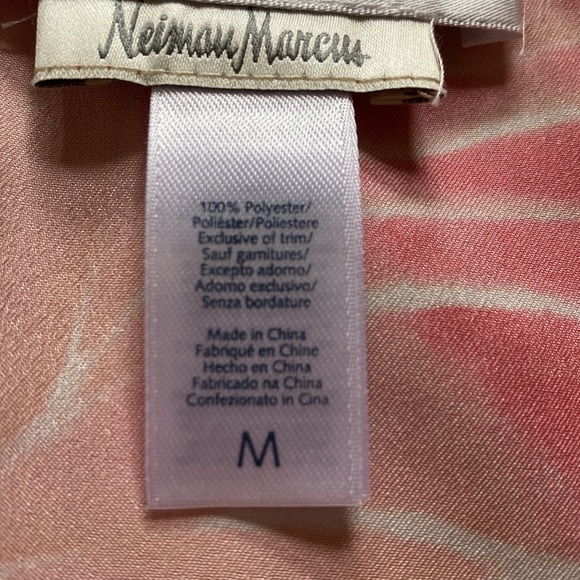 Neiman Marcus
100% Polyester/
Poliéster/Poliestere
Exclusive of trim/
Sauf garnitures/
Excepto adorno/
Adorno exclusivo/
Senza bordature
Made in China
Fabriqué en Chine
Hecho en China
Fabricado na China
Confezionato in Cina
M